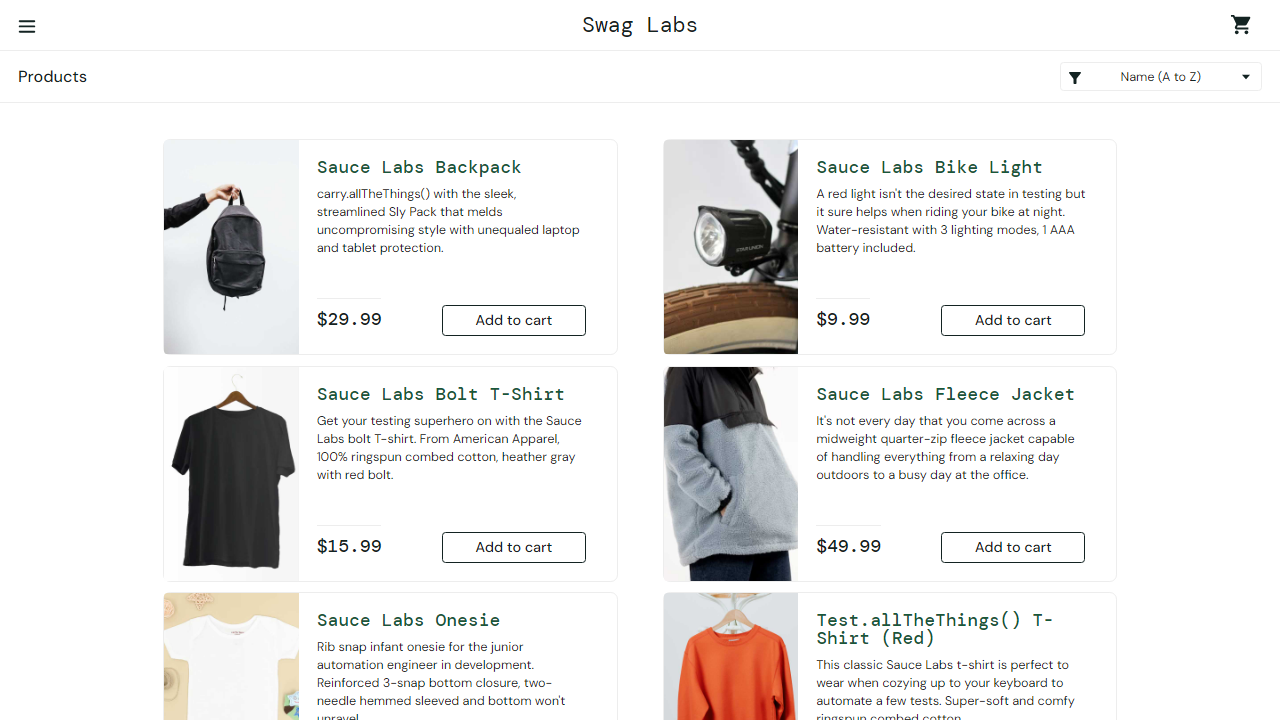 Swag Labs
Products
Name (A to Z)
Sauce Labs Backpack
carry.allTheThings() with the sleek,
streamlined Sly Pack that melds
uncompromising style with unequaled laptop
and tablet protection.
$29.99
Add to cart
Sauce Labs Bike Light
A red light isn't the desired state in testing but
it sure helps when riding your bike at night.
Water-resistant with 3 lighting modes, 1 AAA
battery included.
$9.99
Add to cart
Sauce Labs Bolt T-Shirt
Get your testing superhero on with the Sauce
Labs bolt T-shirt. From American Apparel,
100% ringspun combed cotton, heather gray
with red bolt.
$15.99
Add to cart
Sauce Labs Fleece Jacket
It's not every day that you come across a
midweight quarter-zip fleece jacket capable
of handling everything from a relaxing day
outdoors to a busy day at the office.
$49.99
Add to cart
Sauce Labs Onesie
Rib snap infant onesie for the junior
automation engineer in development.
Reinforced 3-snap bottom closure, two-
needle hemmed sleeved and bottom won't
unravel.
Test.allTheThings() T-
Shirt (Red)
This classic Sauce Labs t-shirt is perfect to
wear when cozying up to your keyboard to
automate a few tests. Super-soft and comfy
ringspun combed cotton.